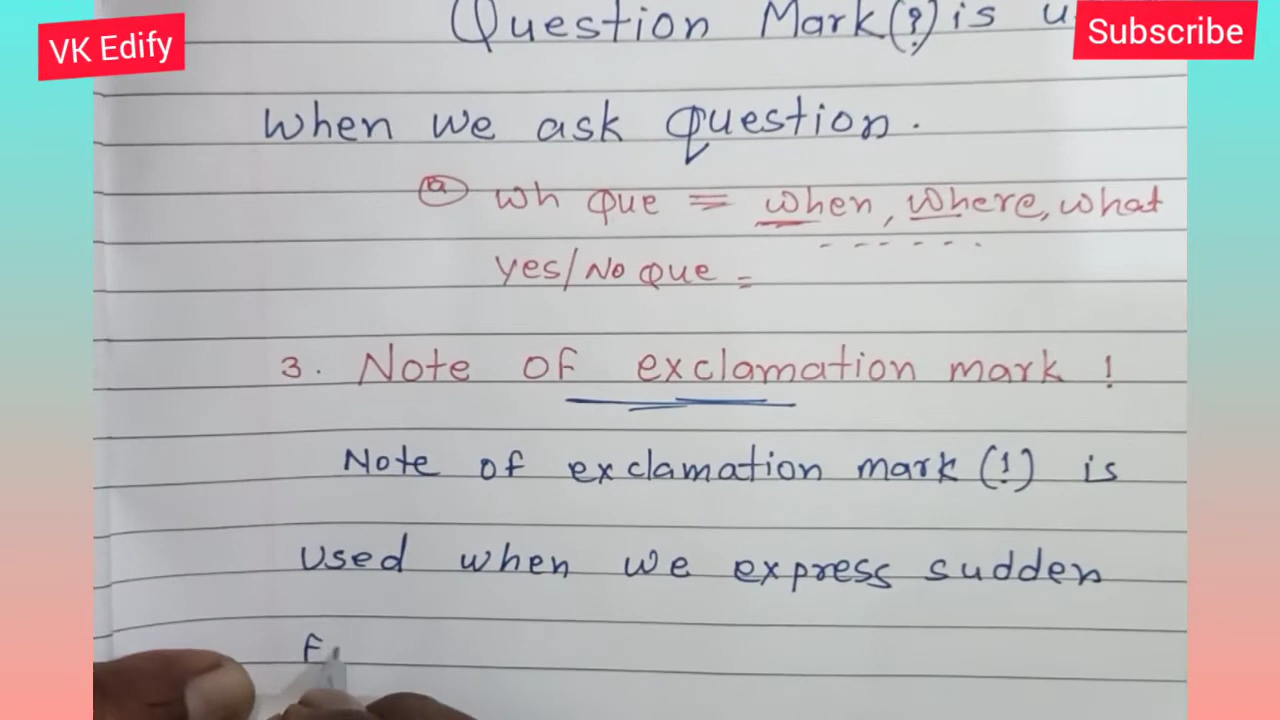 VK Edify
Subscribe
Question Mark(?) is
when we ask question.
(a) Wh Que = when, where, what
Yes/No Que =
3. Note of exclamation mark !
Note of exclamation mark (!) is
used when we express sudden